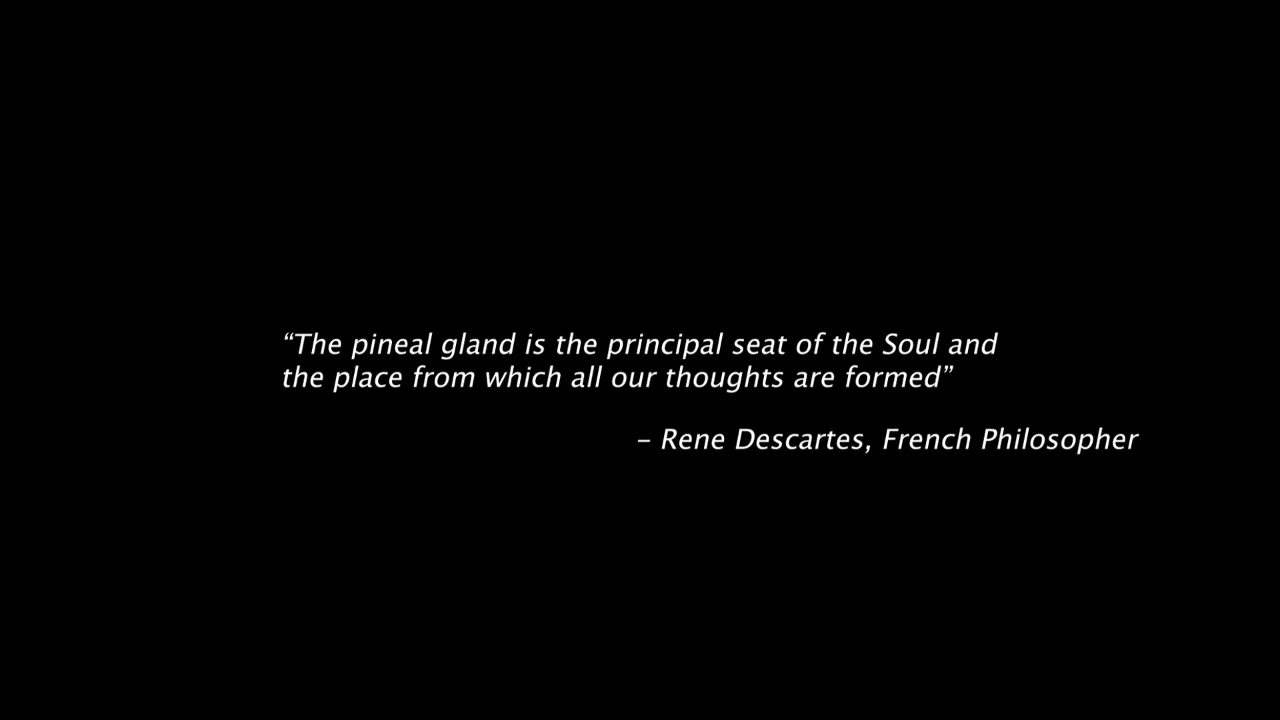 “The pineal gland is the principal seat of the Soul and
the place from which all our thoughts are formed”
– Rene Descartes, French Philosopher